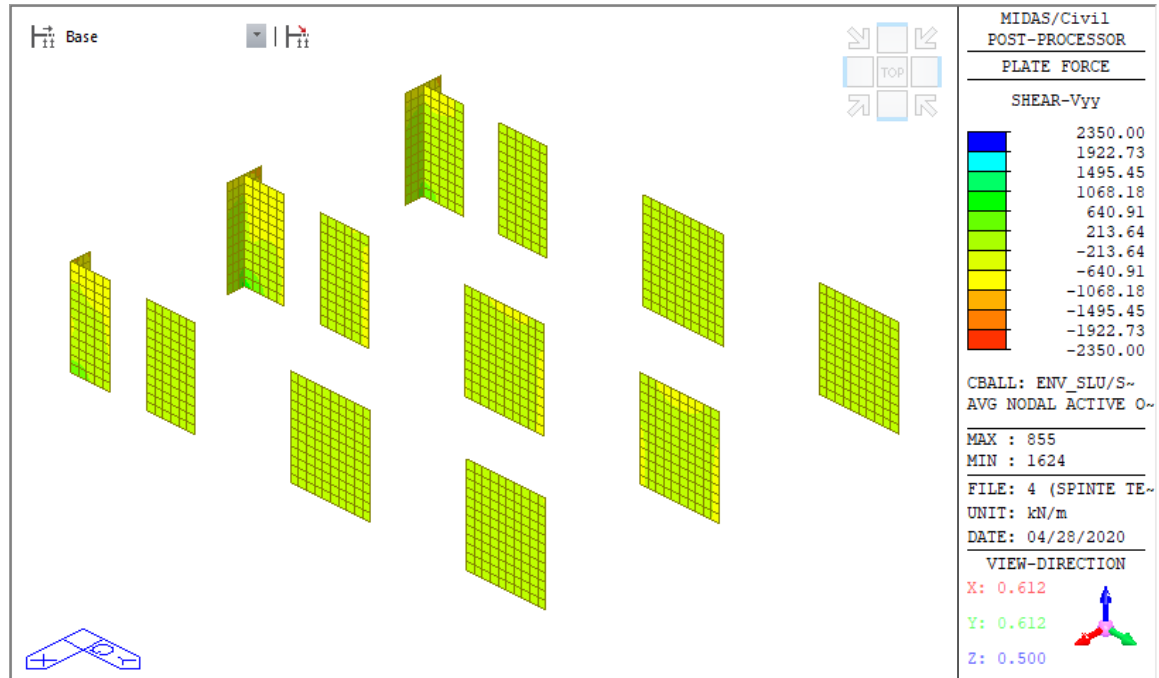 Base
TOP
MIDAS/Civil
POST-PROCESSOR
PLATE FORCE
SHEAR-Vyy
2350.00
1922.73
1495.45
1068.18
640.91
213.64
-213.64
-640.91
-1068.18
-1495.45
-1922.73
-2350.00
CBALL: ENV_SLU/S~
AVG NODAL ACTIVE O~
MAX : 855
MIN : 1624
FILE: 4 (SPINTE TE~
UNIT: kN/m
DATE: 04/28/2020
VIEW-DIRECTION
X: 0.612
Y: 0.612
Z: 0.500